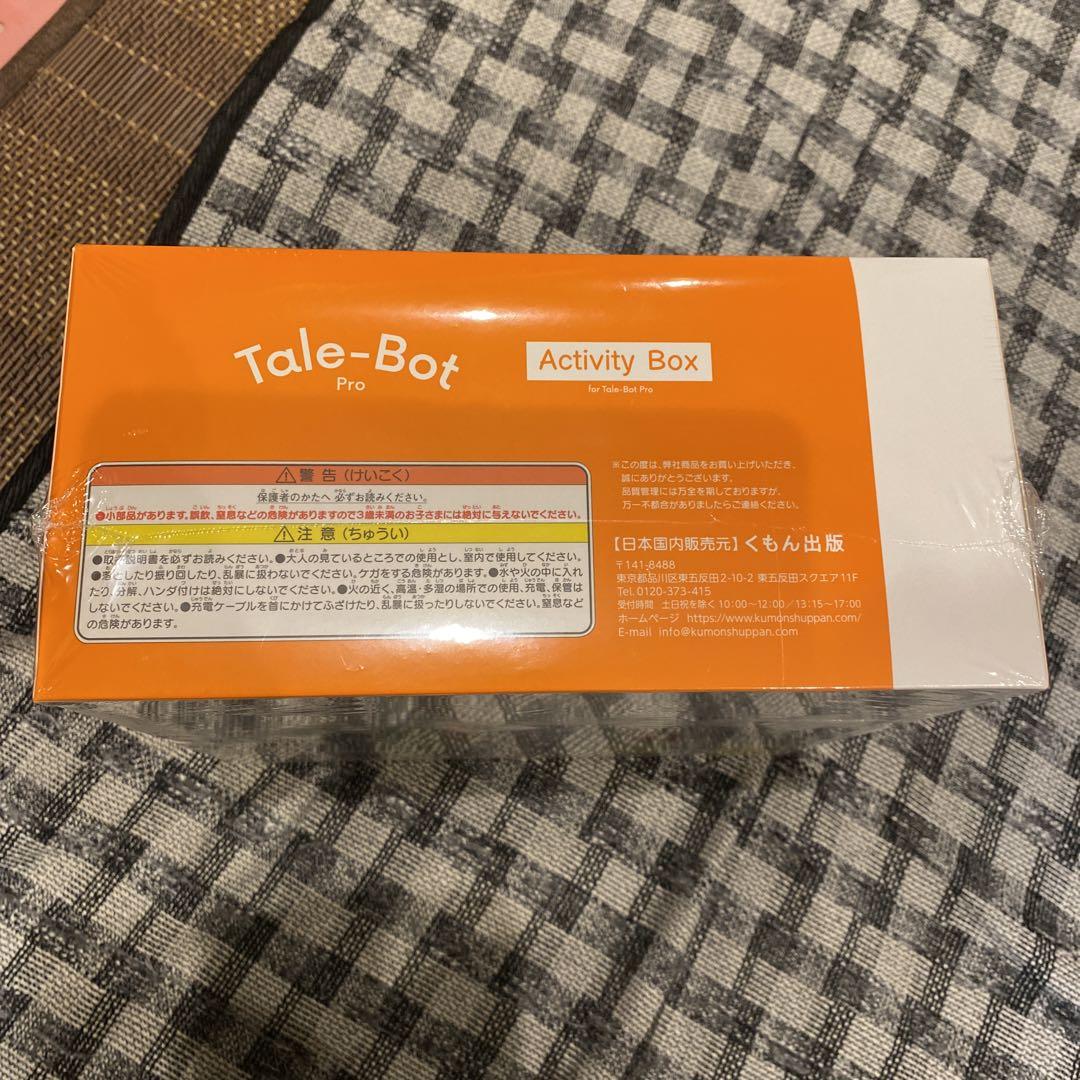 Tale-Bot
Pro
Activity Box
for Tale-Bot Pro
⚠警告(けいこく)
保護者のかたへ 必ずお読みください。
●小部品があります。誤飲、窒息などの危険がありますので3歳未満のお子さまには絶対に与えないでください。
⚠注意(ちゅうい)
●取扱説明書を必ずお読みください。●大人の見ているところでの使用とし、室内で使用してください。
●落としたり振り回したり、乱暴に扱わないでください。ケガをする危険があります。●水や火の中に入れ
たり、分解、ハンダ付けは絶対にしないでください。●火の近く、高温・多湿の場所での使用、充電、保管は
しないでください。●充電ケーブルを首にかけてふざけたり、乱暴に扱ったりしないでください。窒息など
の危険があります。
※この度は、弊社商品をお買い上げいただき、
誠にありがとうございます。
品質管理には万全を期しておりますが、
万一不都合がありましたらご連絡ください。
【日本国内販売元】くもん出版
〒141-8488
東京都品川区東五反田2-10-2 東五反田スクエア11F
Tel. 0120-373-415
受付時間 土日祝を除く 10:00〜12:00/13:15〜17:00
ホームページ https://www.kumonshuppan.com/
E-mail info@kumonshuppan.com